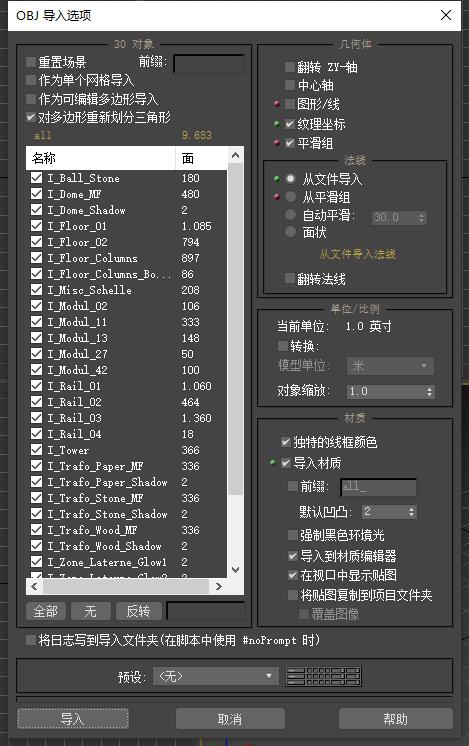 OBJ 导入选项
30 对象
重置场景 前缀:
作为单个网格导入
作为可编辑多边形导入
对多边形重新划分三角形
all 9.683
名称 面
I_Ball_Stone 180
I_Dome_MF 480
I_Dome_Shadow 2
I_Floor_01 1.085
I_Floor_02 794
I_Floor_Columns 897
I_Floor_Columns_Bo... 86
I_Misc_Schelle 208
I_Modul_02 106
I_Modul_11 333
I_Modul_13 148
I_Modul_27 50
I_Modul_42 100
I_Rail_01 1.060
I_Rail_02 464
I_Rail_03 1.360
I_Rail_04 18
I_Tower 366
I_Trafo_Paper_MF 336
I_Trafo_Paper_Shadow 2
I_Trafo_Stone_MF 336
I_Trafo_Stone_Shadow 2
I_Trafo_Wood_MF 336
I_Trafo_Wood_Shadow 2
I_Zone_Laterne_Glow1 2
全部 无 反转
几何体
翻转 ZY-轴
中心轴
图形/线
纹理坐标
平滑组
法线
从文件导入
从平滑组
自动平滑: 30.0
面状
从文件导入法线
翻转法线
单位/比例
当前单位: 1.0 英寸
转换:
模型单位: 米
对象缩放: 1.0
材质
独特的线框颜色
导入材质
前缀: all_
默认凹凸: 2
强制黑色环境光
导入到材质编辑器
在视口中显示贴图
将贴图复制到项目文件夹
覆盖图像
将日志写到导入文件夹(在脚本中使用 #noPrompt 时)
预设: <无>
导入 取消 帮助